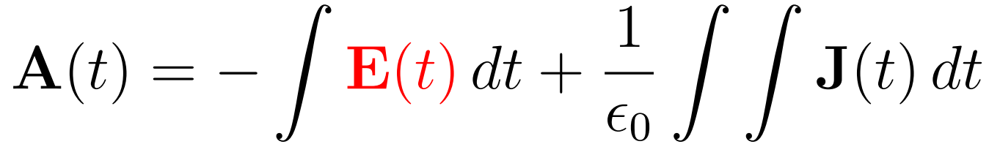 A(t) = − ∫ E(t) dt + 1/ϵ₀ ∫ ∫ J(t) dt